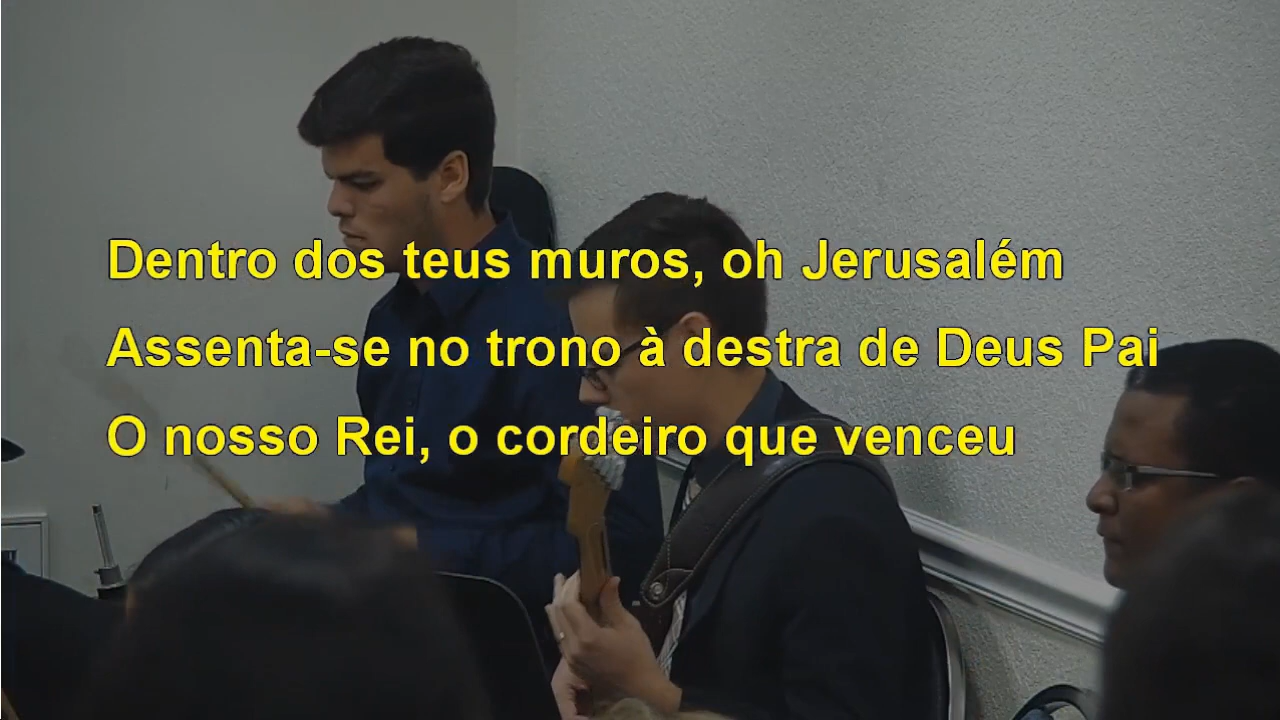 Dentro dos teus muros, oh Jerusalém
Assenta-se no trono à destra de Deus Pai
O nosso Rei, o cordeiro que venceu